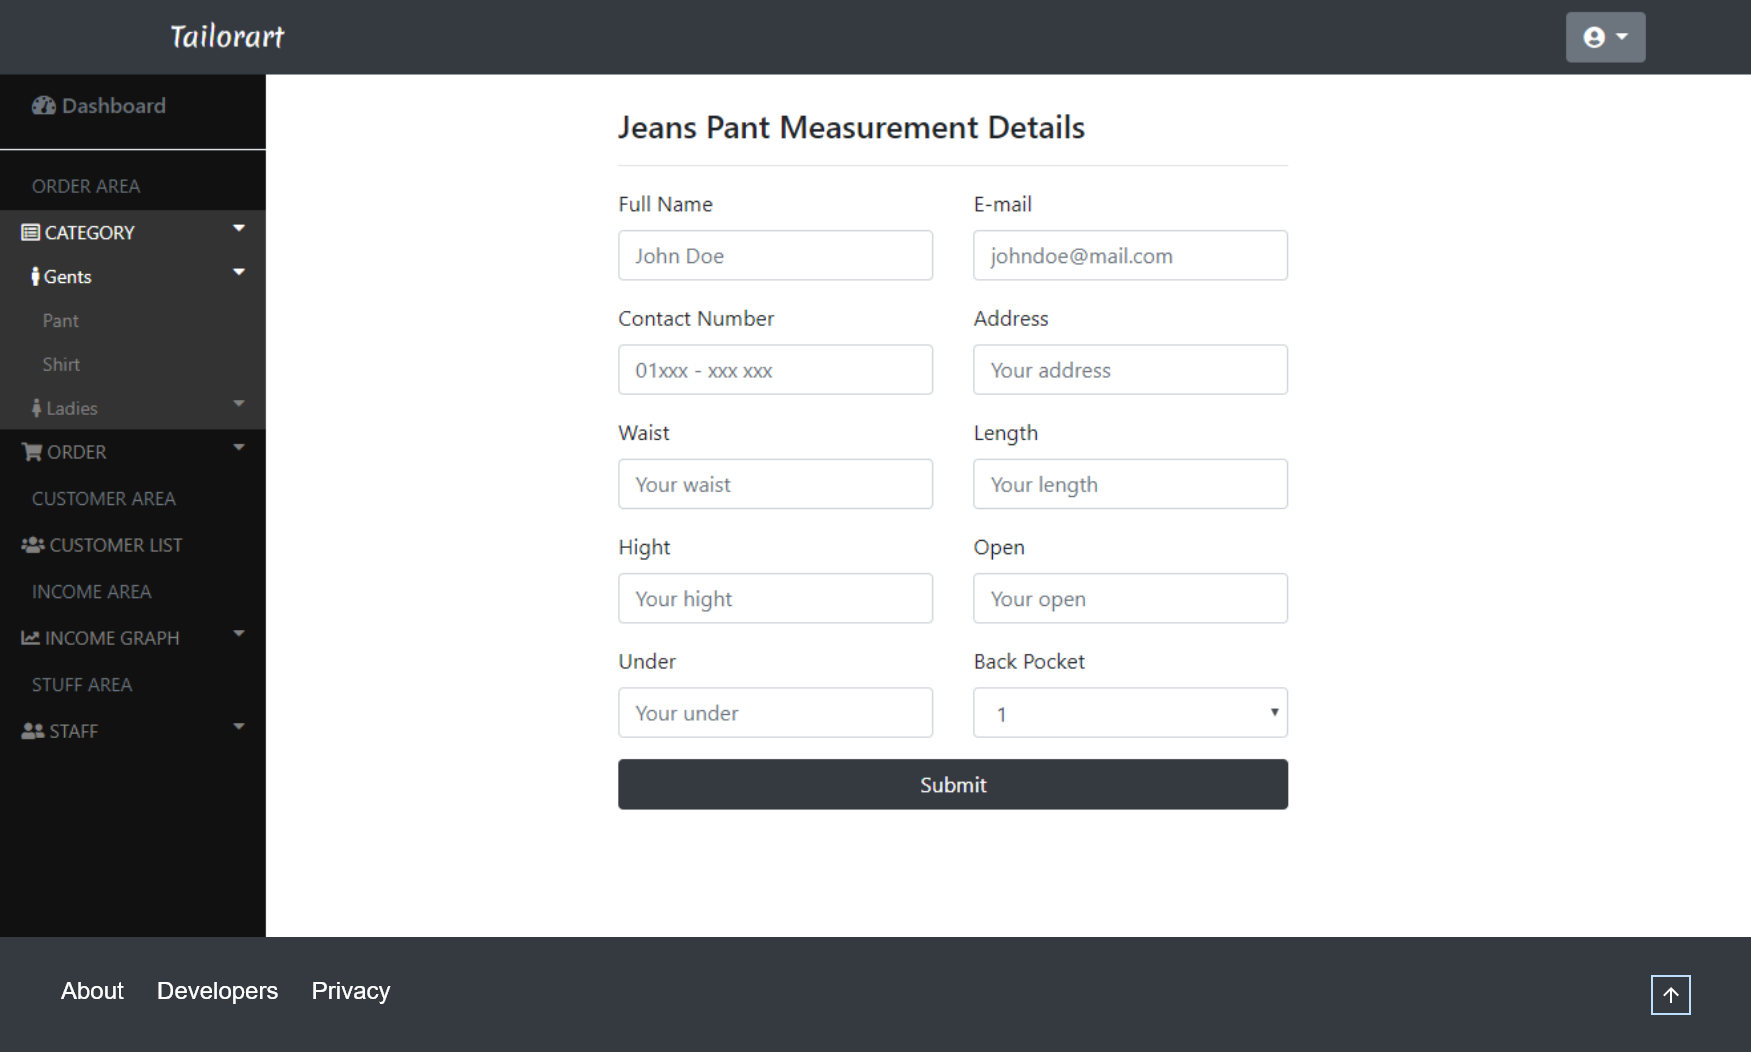 Tailorart
Dashboard
ORDER AREA
CATEGORY
Gents
Pant
Shirt
Ladies
ORDER
CUSTOMER AREA
CUSTOMER LIST
INCOME AREA
INCOME GRAPH
STUFF AREA
STAFF
Jeans Pant Measurement Details
Full Name E-mail
John Doe johndoe@mail.com
Contact Number Address
01xxx - xxx xxx Your address
Waist Length
Your waist Your length
Hight Open
Your hight Your open
Under Back Pocket
Your under 1
Submit
About Developers Privacy